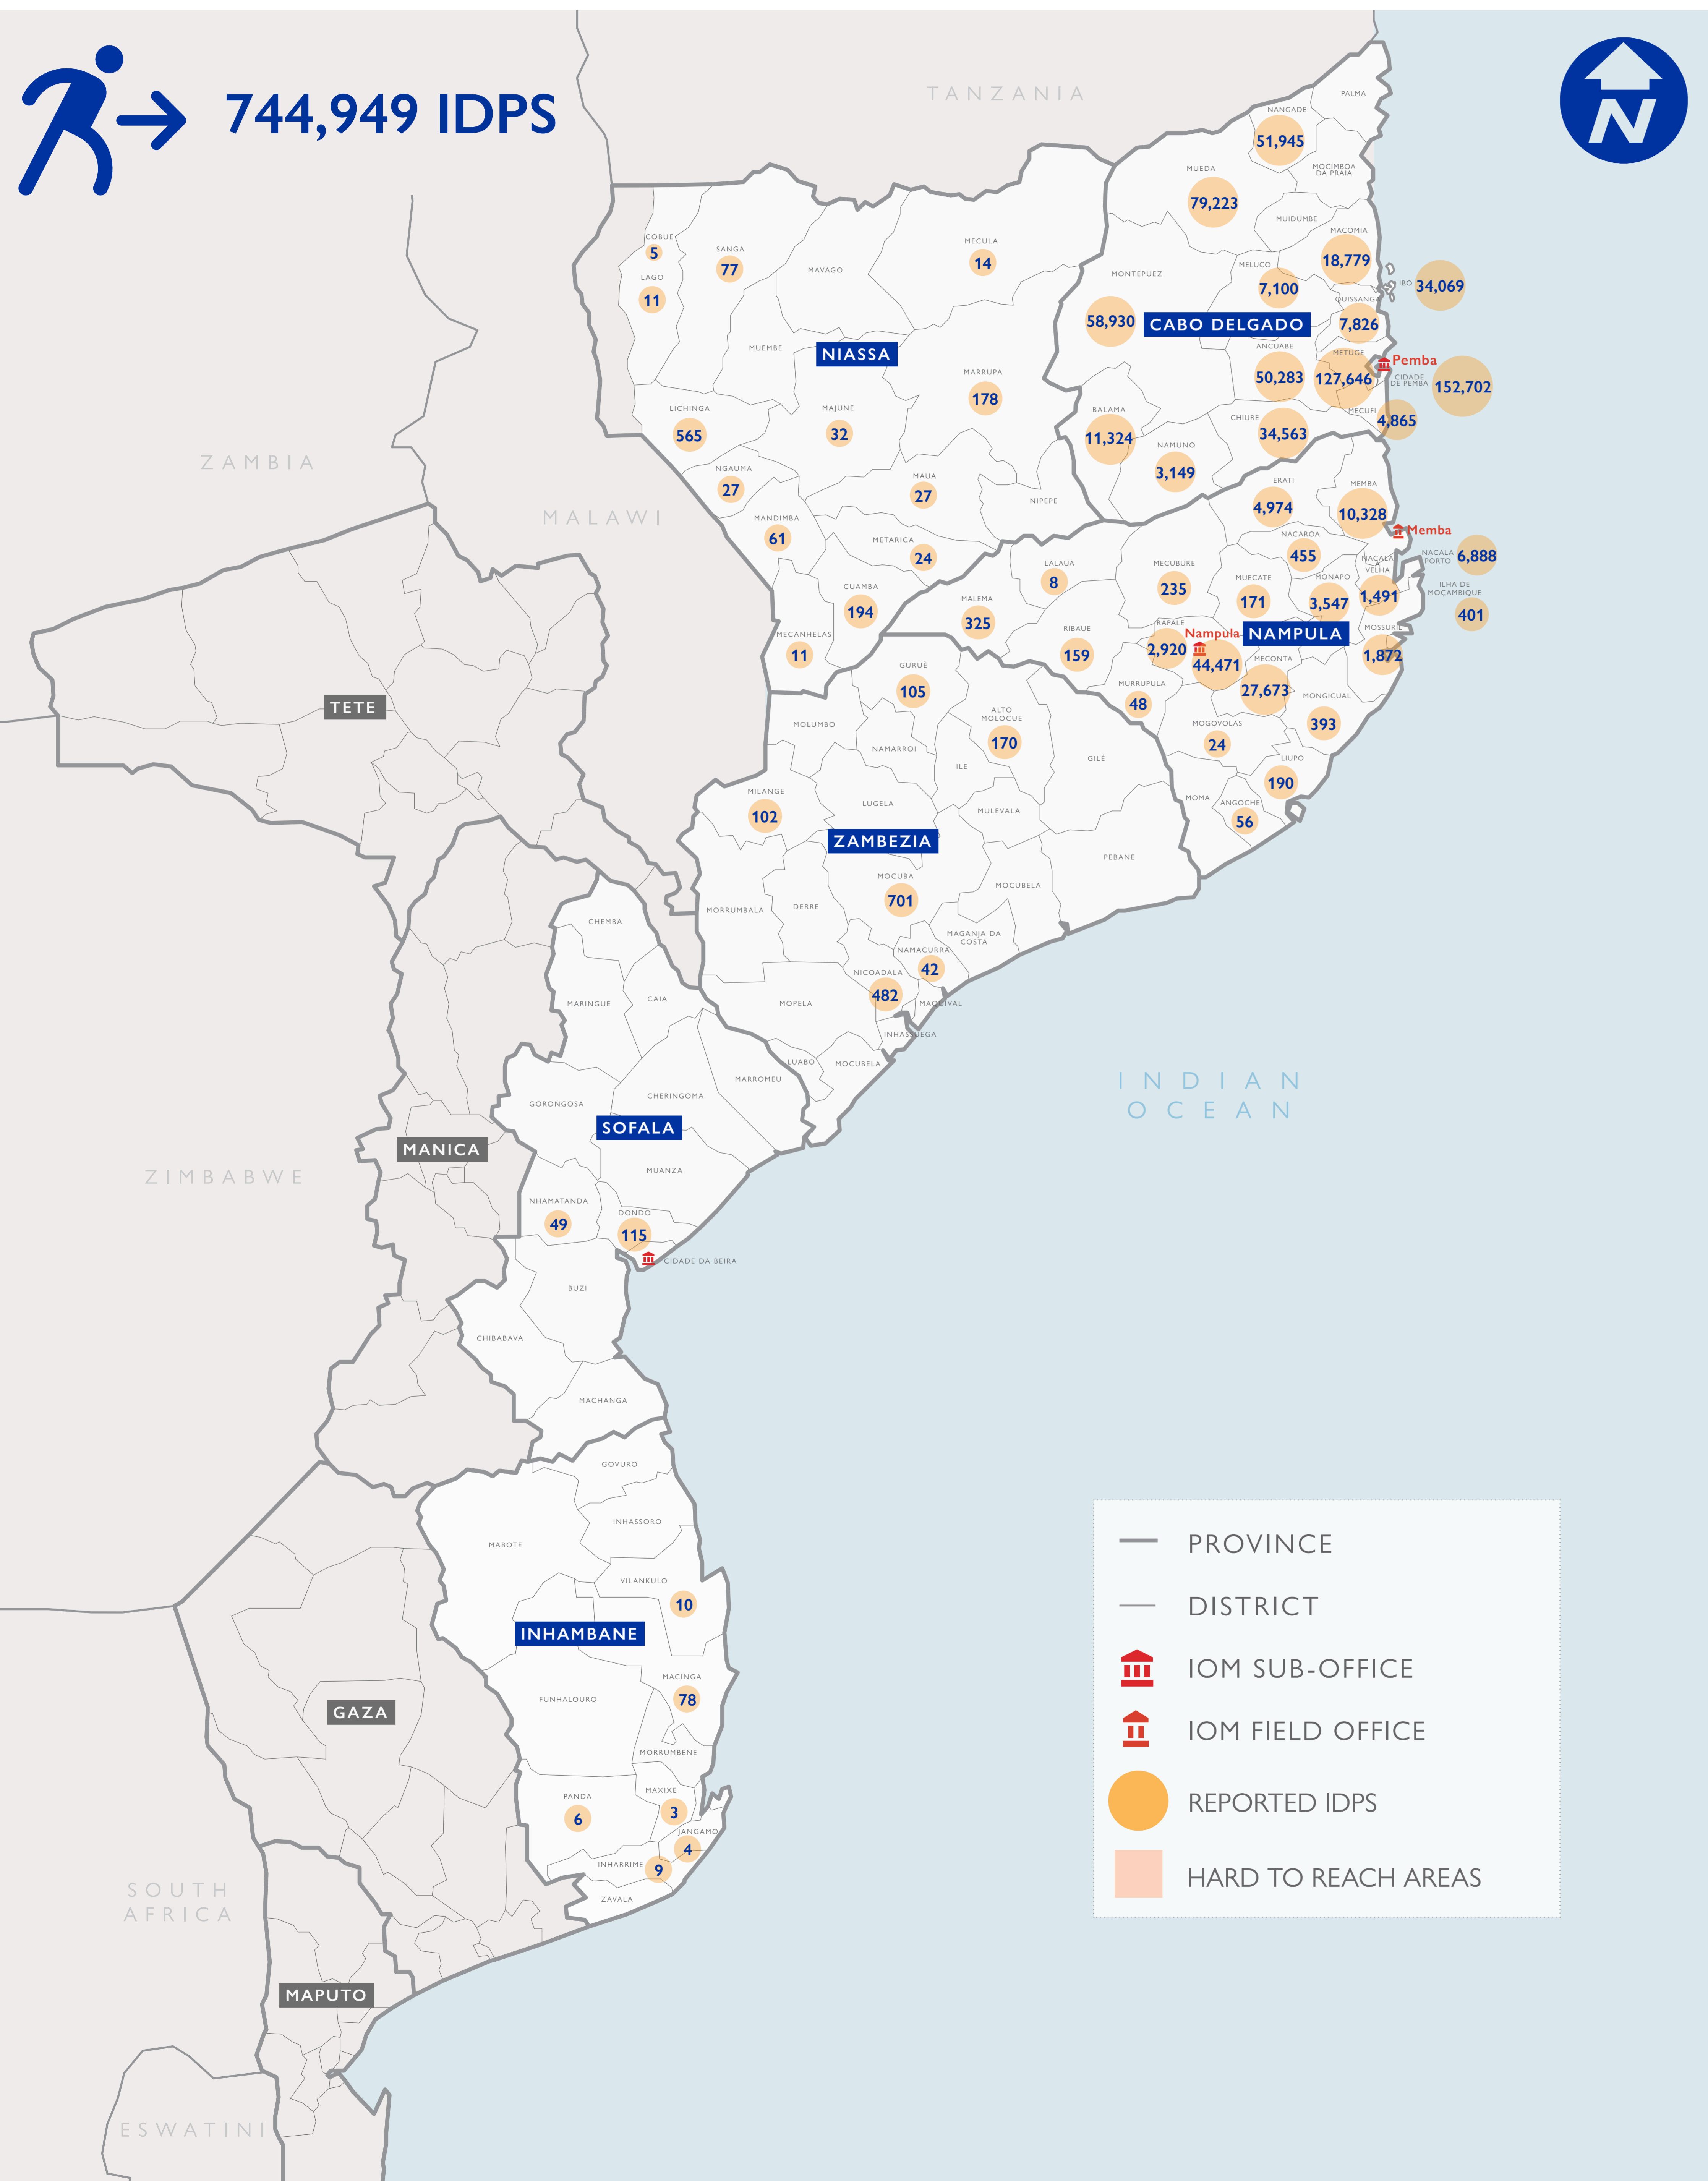 744,949 IDPS
N
TANZANIA
ZAMBIA
MALAWI
ZIMBABWE
SOUTH
AFRICA
ESWATINI
INDIAN
OCEAN
CABO DELGADO
PALMA
NANGADE
51,945
MOCIMBOA
DA PRAIA
MUEDA
79,223
MUIDUMBE
MACOMIA
18,779
MONTEPUEZ
58,930
MELUCO
7,100
IBO
34,069
QUISSANGA
7,826
ANCUABE
50,283
METUGE
127,646
Pemba
CIDADE
DE PEMBA
152,702
MECUFI
4,865
BALAMA
11,324
CHIURE
34,563
NAMUNO
3,149
NIASSA
COBUE
5
LAGO
11
SANGA
77
MAVAGO
MECULA
14
MUEMBE
MARRUPA
178
LICHINGA
565
MAJUNE
32
NGAUMA
27
MAUA
27
NIPEPE
MANDIMBA
61
METARICA
24
CUAMBA
194
MECANHELAS
11
NAMPULA
ERATI
4,974
MEMBA
10,328
Memba
NACAROA
455
NACALA
A
VELHA
1,491
NACALA
PORTO
6,888
ILHA DE
MOÇAMBIQUE
401
LALAUA
8
MECUBURE
235
MUECATE
171
MONAPO
3,547
MALEMA
325
RIBAUE
159
RAPALE
2,920
Nampula
44,471
MOSSURIL
1,872
MECONTA
27,673
MURRUPULA
48
MONGICUAL
393
MOGOVOLAS
24
LIUPO
190
MOMA
ANGOCHE
56
ZAMBEZIA
GURUÈ
105
MOLUMBO
ALTO
MOLOCUE
170
NAMARROI
ILE
GILÉ
MILANGE
102
LUGELA
MULEVALA
PEBANE
MOCUBA
701
MOCUBELA
MORRUMBALA
DERRE
MAGANJA DA
COSTA
NAMACURRA
42
NICOADALA
482
MOPELA
MAQUIVAL
INHASSUEGA
LUABO
MOCUBELA
TETE
MANICA
SOFALA
CHEMBA
MARINGUE
CAIA
MARROMEU
CHERINGOMA
GORONGOSA
MUANZA
NHAMATANDA
49
DONDO
115
CIDADE DA BEIRA
BUZI
CHIBABAVA
MACHANGA
INHAMBANE
GOVURO
INHASSORO
MABOTE
VILANKULO
10
MACINGA
78
FUNHALOURO
MORRUMBENE
PANDA
6
MAXIXE
3
JANGAMO
4
INHARRIME
9
ZAVALA
GAZA
MAPUTO
PROVINCE
DISTRICT
IOM SUB-OFFICE
IOM FIELD OFFICE
REPORTED IDPS
HARD TO REACH AREAS